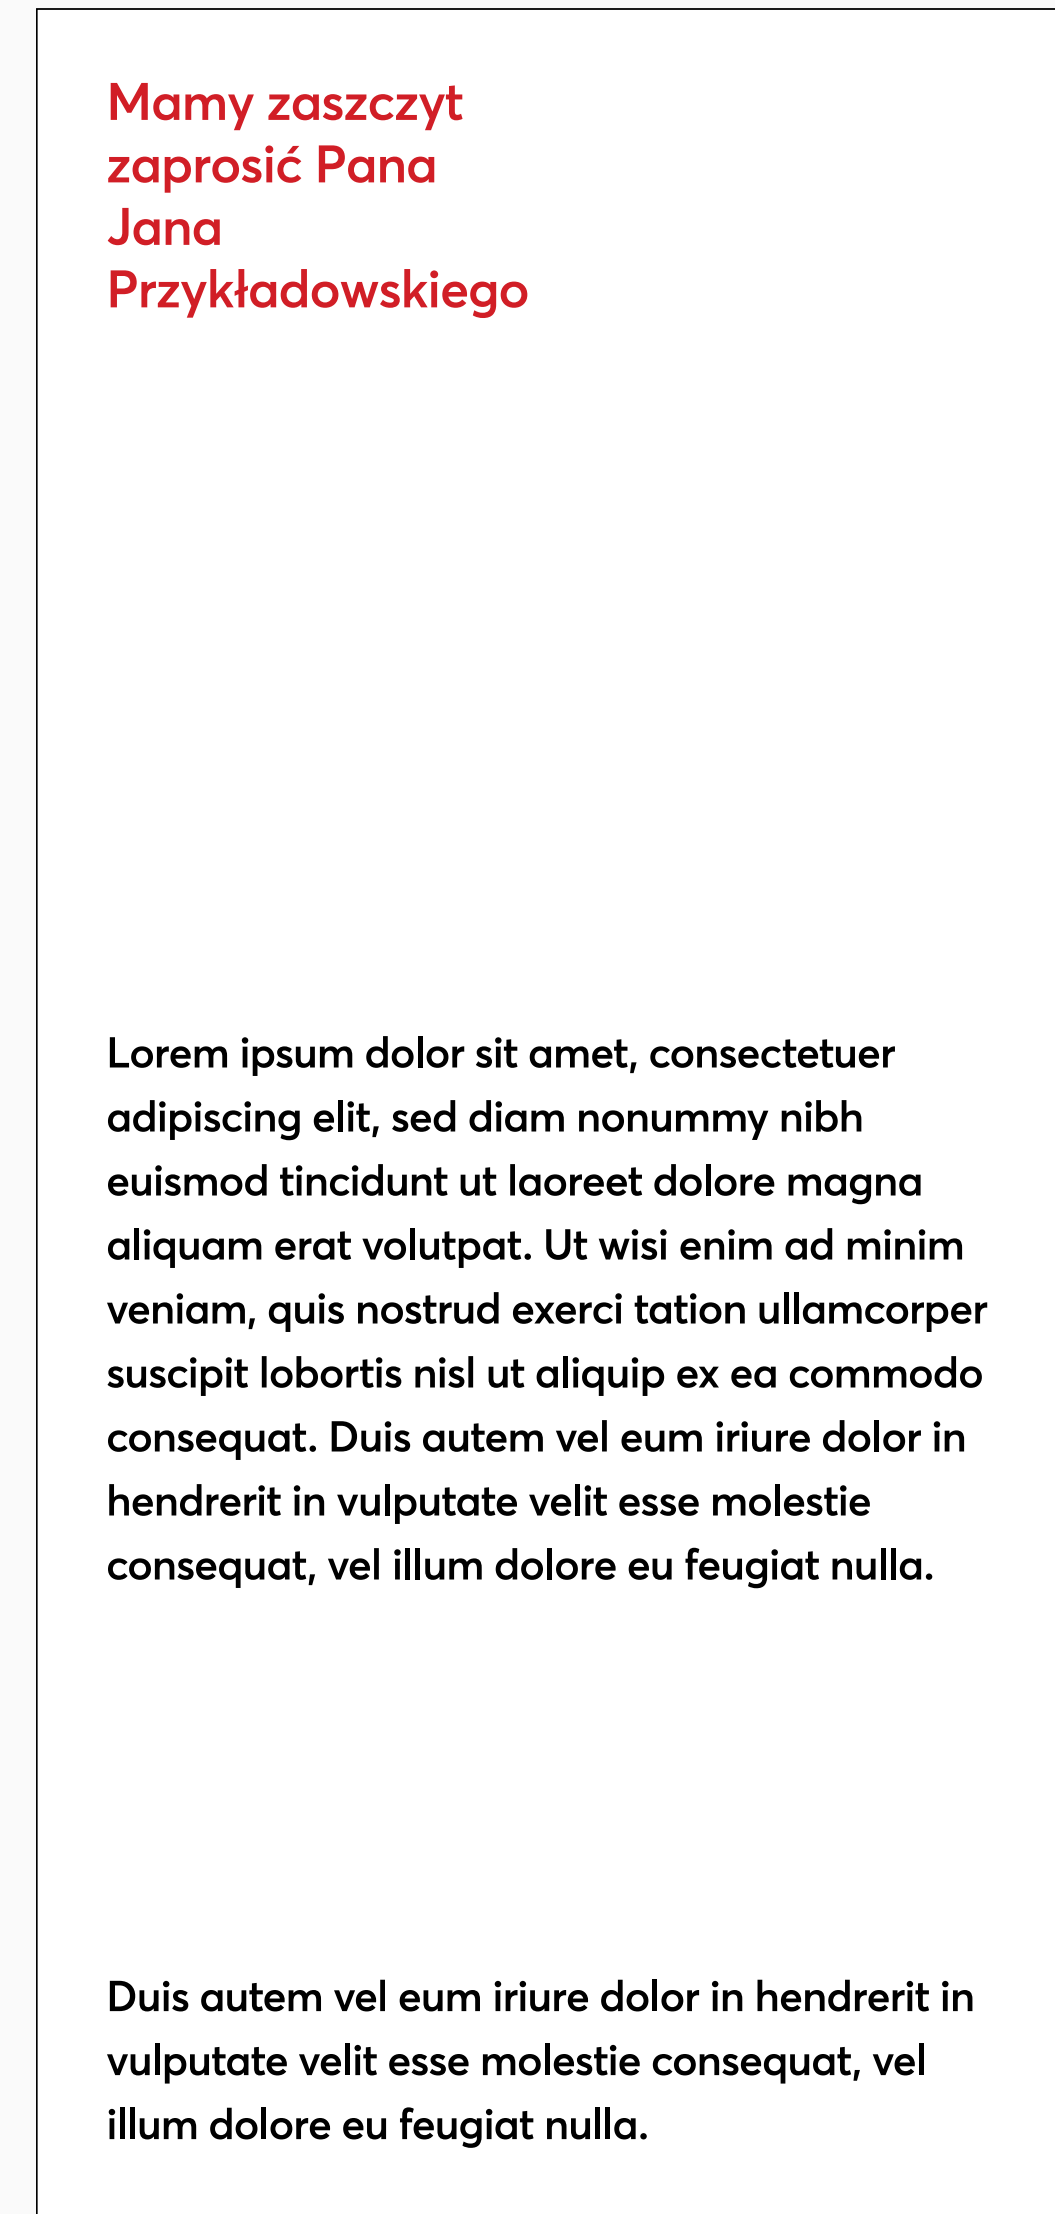 Mamy zaszczyt
zaprosić Pana
Jana
Przykładowskiego
Lorem ipsum dolor sit amet, consectetuer
adipiscing elit, sed diam nonummy nibh
euismod tincidunt ut laoreet dolore magna
aliquam erat volutpat. Ut wisi enim ad minim
veniam, quis nostrud exerci tation ullamcorper
suscipit lobortis nisl ut aliquip ex ea commodo
consequat. Duis autem vel eum iriure dolor in
hendrerit in vulputate velit esse molestie
consequat, vel illum dolore eu feugiat nulla.
Duis autem vel eum iriure dolor in hendrerit in
vulputate velit esse molestie consequat, vel
illum dolore eu feugiat nulla.